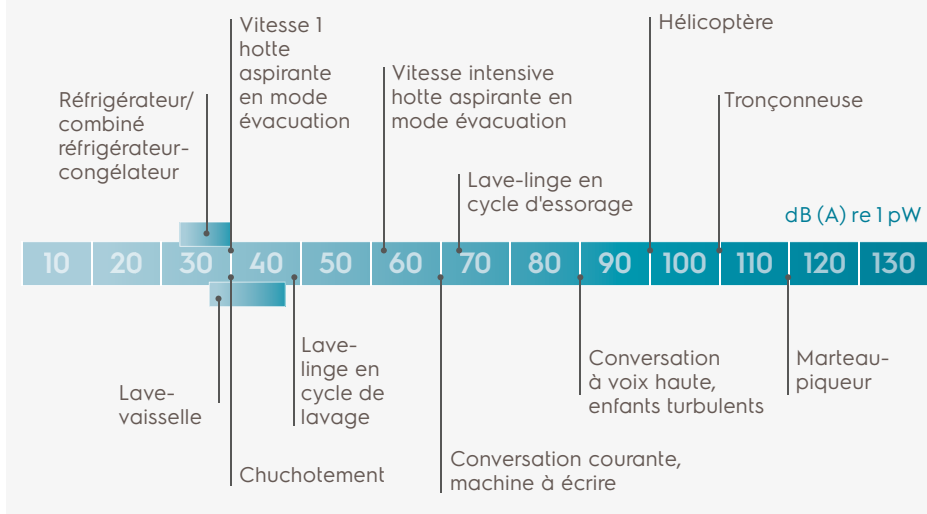 Vitesse 1
hotte
aspirante
en mode
évacuation
Hélicoptère
Réfrigérateur/
combiné
réfrigérateur-
congélateur
Vitesse intensive
hotte aspirante en
mode évacuation
Tronçonneuse
Lave-linge en
cycle d'essorage
dB (A) re 1 pW
10 20 30 40 50 60 70 80 90 100 110 120 130
Lave-
vaisselle
Chuchotement
Lave-
linge en
cycle de
lavage
Conversation courante,
machine à écrire
Conversation
à voix haute,
enfants turbulents
Marteau-
piqueur